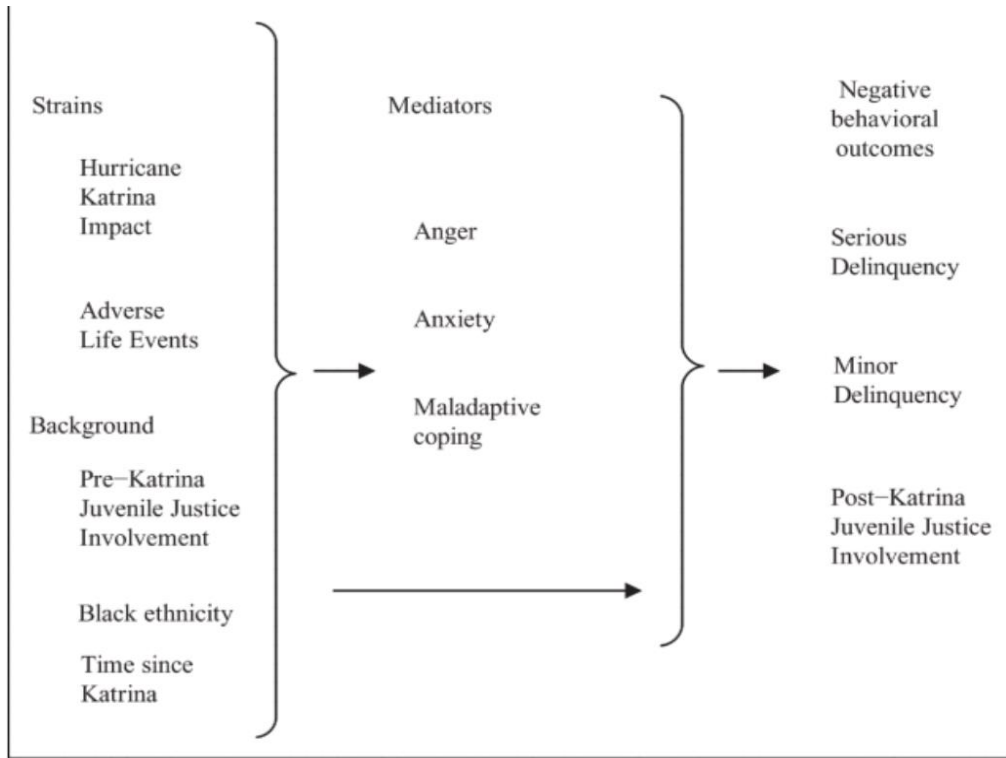 Strains
Hurricane
Katrina
Impact
Adverse
Life Events
Background
Pre−Katrina
Juvenile Justice
Involvement
Black ethnicity
Time since
Katrina
Mediators
Anger
Anxiety
Maladaptive
coping
Negative
behavioral
outcomes
Serious
Delinquency
Minor
Delinquency
Post−Katrina
Juvenile Justice
Involvement